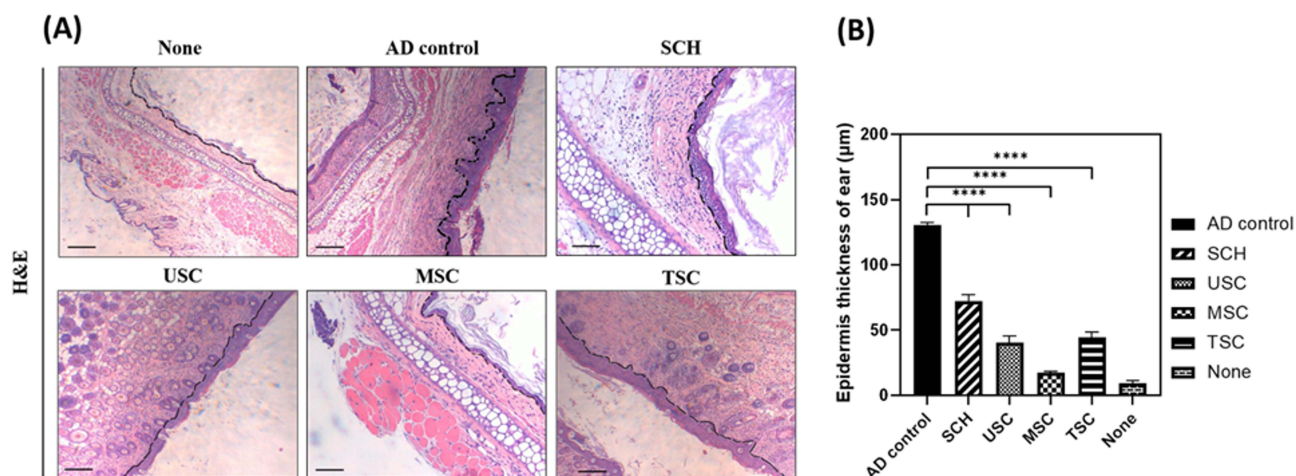 (A)
None
AD control
SCH
H&E
USC
MSC
TSC
(B)
Epidermis thickness of ear (µm)
200
150
100
50
0
****
****
****
AD control
SCH
USC
MSC
TSC
None
AD control
SCH
USC
MSC
TSC
None